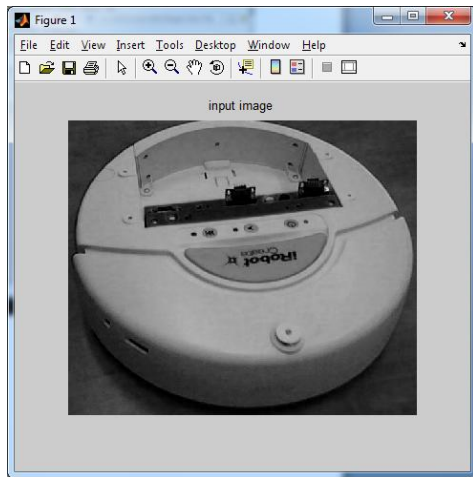 Figure 1
File Edit View Insert Tools Desktop Window Help
input image
iRobot
Create